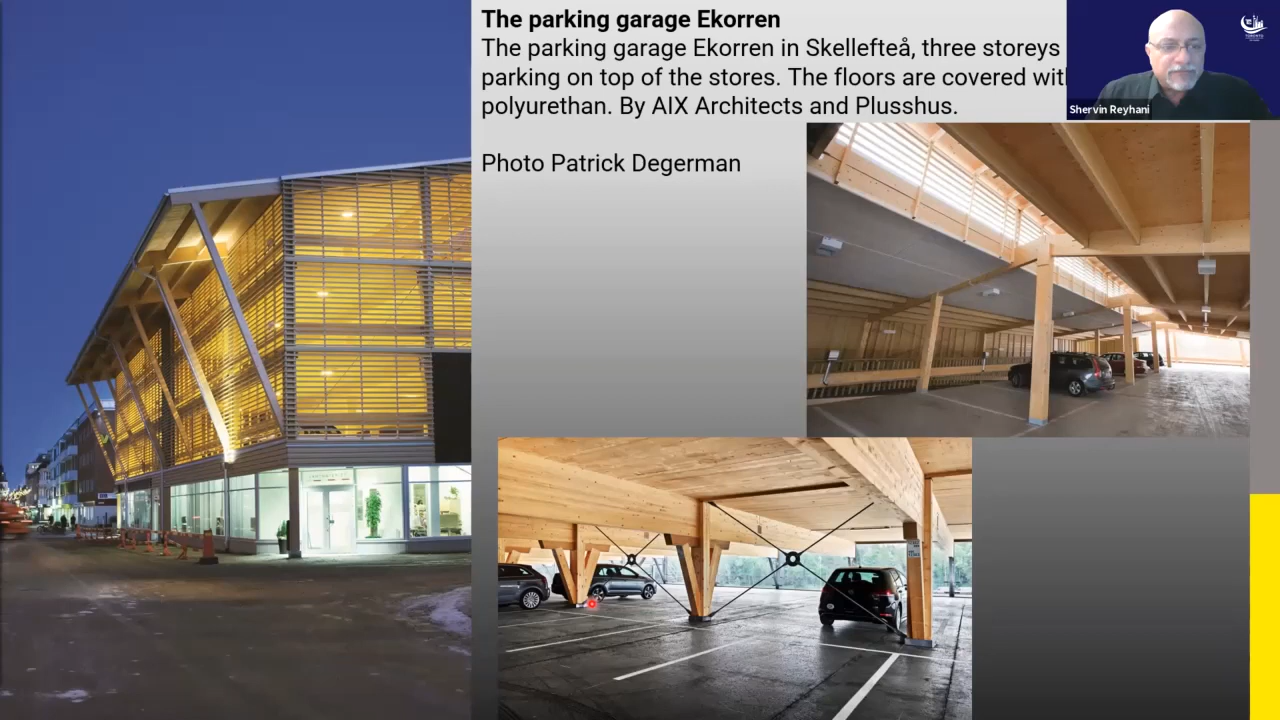 The parking garage Ekorren
The parking garage Ekorren in Skellefteå, three storeys
parking on top of the stores. The floors are covered with
polyurethan. By AIX Architects and Plusshus.
Photo Patrick Degerman
Shervin Reyhani